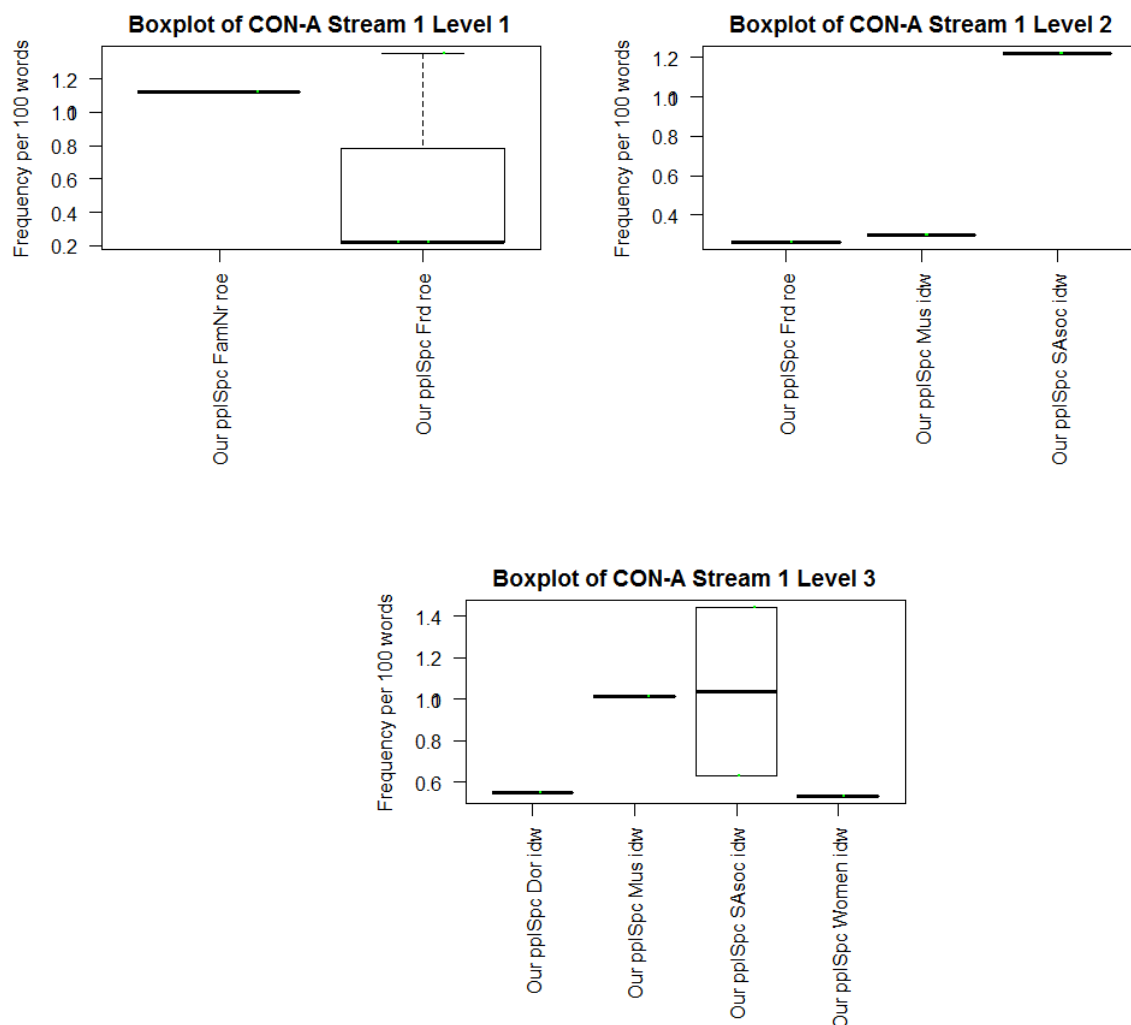 Boxplot of CON-A Stream 1 Level 1
Frequency per 100 words
1.2
1.0
0.8
0.6
0.4
0.2
Our pplSpc FamNr roe
Our pplSpc Frd roe
Boxplot of CON-A Stream 1 Level 2
Frequency per 100 words
1.2
1.0
0.8
0.6
0.4
Our pplSpc Frd roe
Our pplSpc Mus idw
Our pplSpc SAsoc idw
Boxplot of CON-A Stream 1 Level 3
Frequency per 100 words
1.4
1.2
1.0
0.8
0.6
Our pplSpc Dor idw
Our pplSpc Mus idw
Our pplSpc SAsoc idw
Our pplSpc Women idw